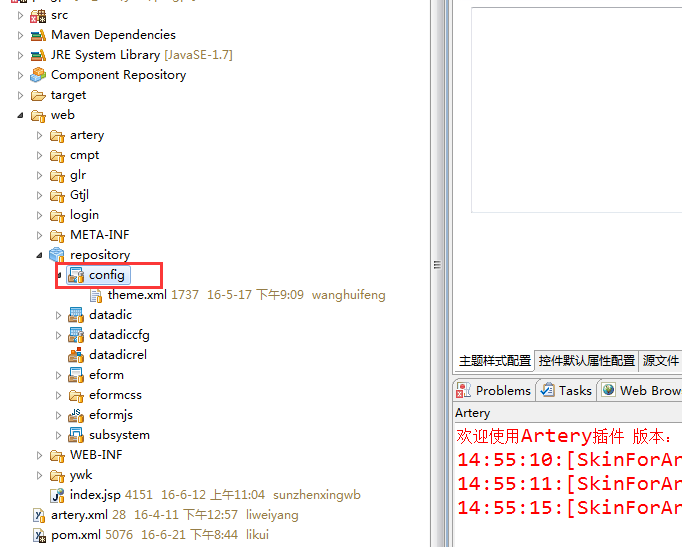 src
Maven Dependencies
JRE System Library [JavaSE-1.7]
Component Repository
target
web
artery
cmpt
glr
Gtjl
login
META-INF
repository
config
theme.xml 1737 16-5-17 下午9:09 wanghuifeng
datadic
datadiccfg
datadicrel
eform
eformcss
eformjs
subsystem
WEB-INF
ywk
index.jsp 4151 16-6-12 上午11:04 sunzhenxingwb
artery.xml 28 16-4-11 下午12:57 liweiyang
pom.xml 5076 16-6-21 下午8:44 likui
主题样式配置 控件默认属性配置 源文件
Problems Tasks Web Brow
Artery
欢迎使用Artery插件 版本:
14:55:10:[SkinForAr
14:55:11:[SkinForAr
14:55:15:[SkinForAr